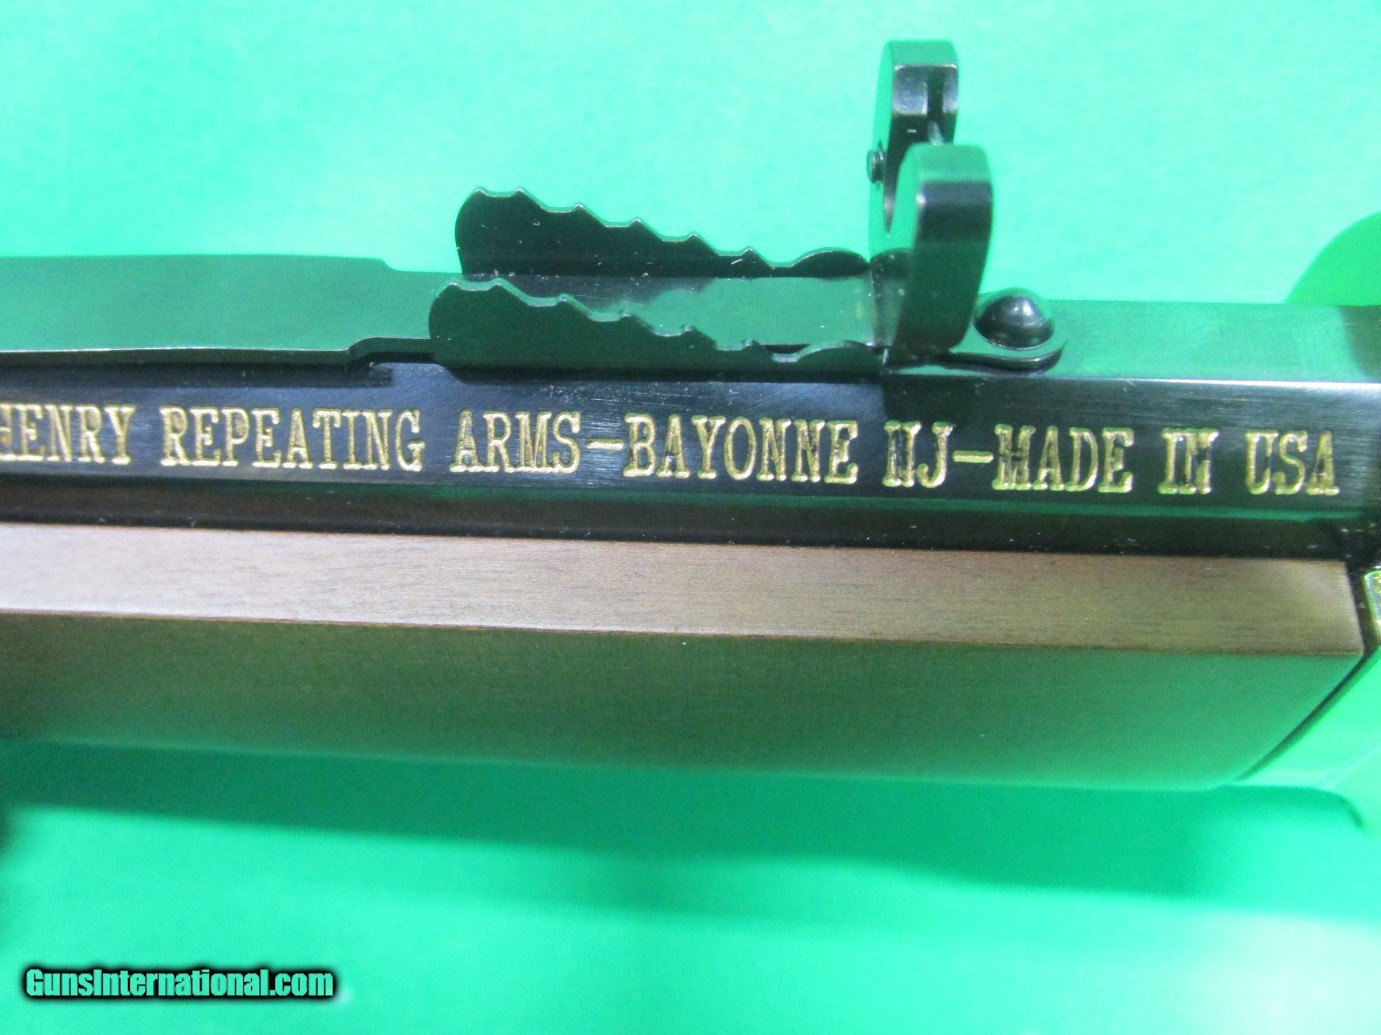 HENRY REPEATING ARMS-BAYONNE NJ-MADE IN USA
GunsInternational.com